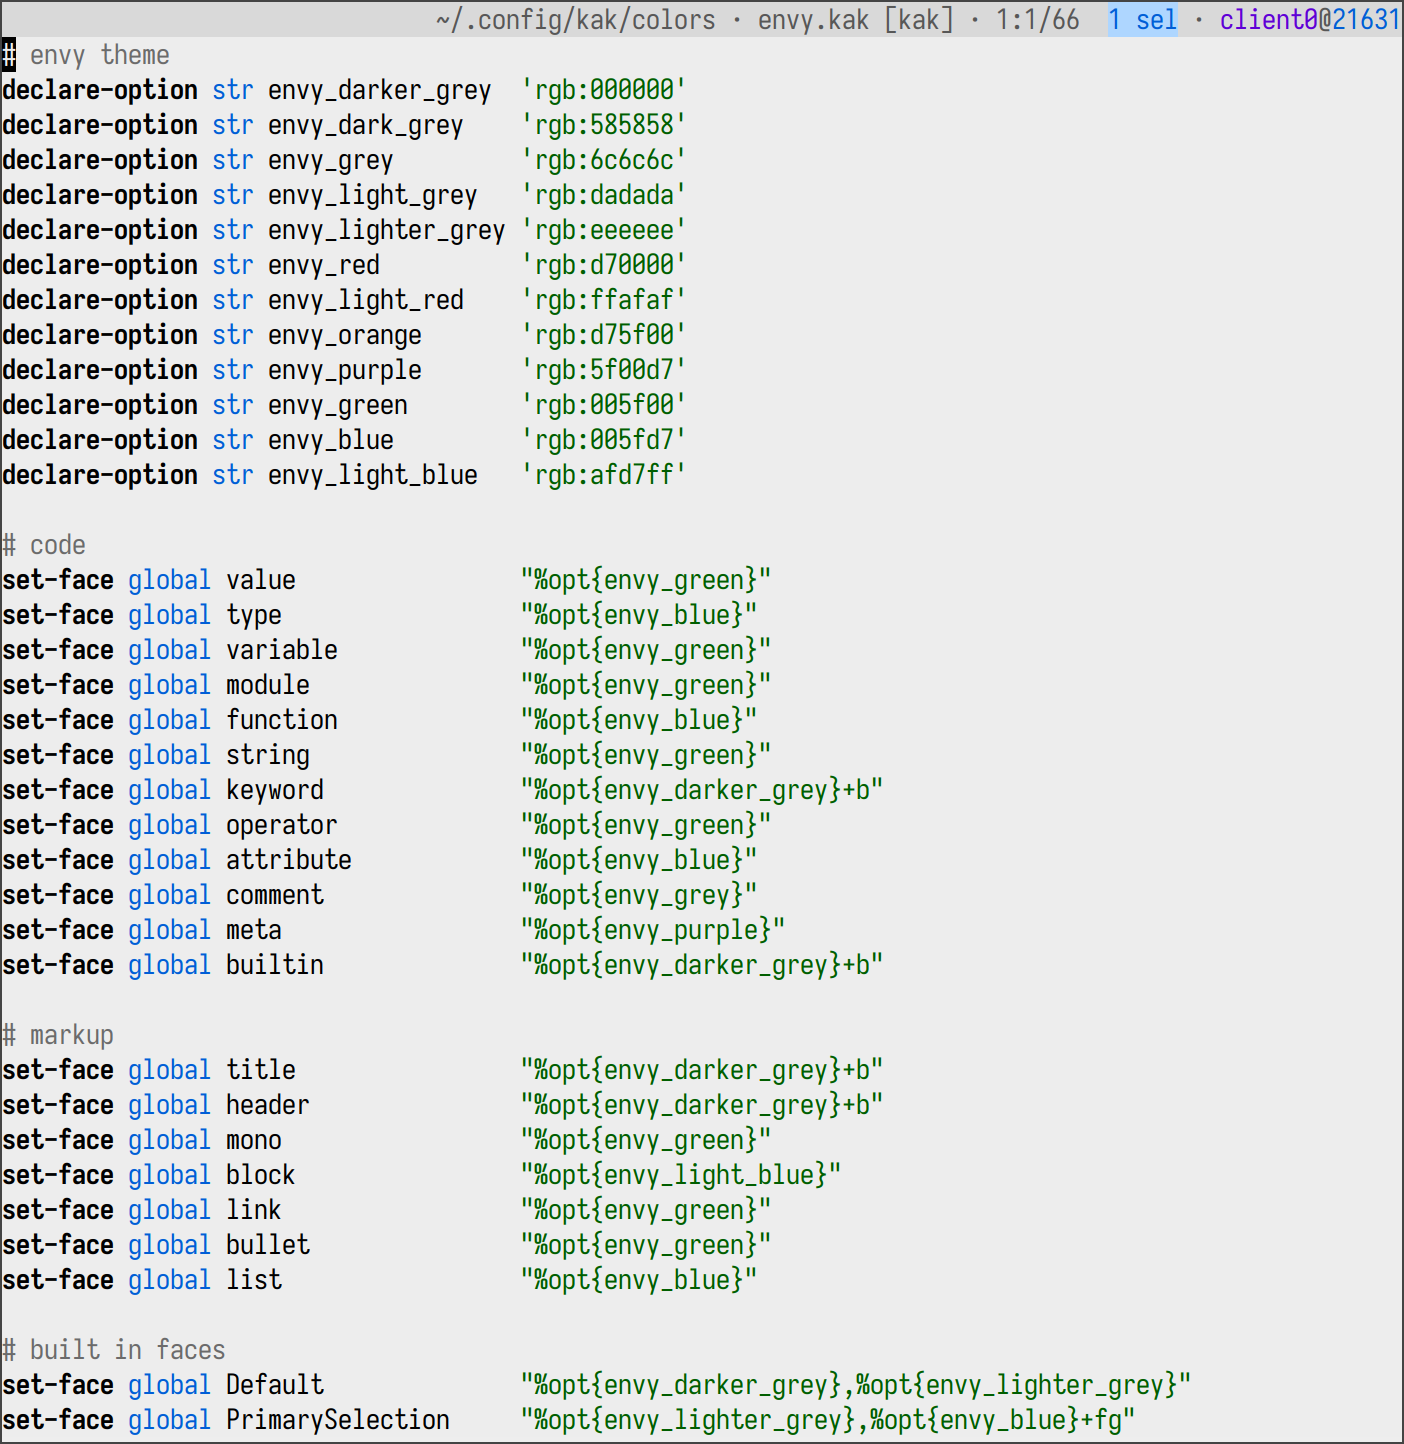 ~/.config/kak/colors · envy.kak [kak] · 1:1/66 1 sel · client0@21631
# envy theme
declare-option str envy_darker_grey 'rgb:000000'
declare-option str envy_dark_grey 'rgb:585858'
declare-option str envy_grey 'rgb:6c6c6c'
declare-option str envy_light_grey 'rgb:dadada'
declare-option str envy_lighter_grey 'rgb:eeeeee'
declare-option str envy_red 'rgb:d70000'
declare-option str envy_light_red 'rgb:ffafaf'
declare-option str envy_orange 'rgb:d75f00'
declare-option str envy_purple 'rgb:5f00d7'
declare-option str envy_green 'rgb:005f00'
declare-option str envy_blue 'rgb:005fd7'
declare-option str envy_light_blue 'rgb:afd7ff'
# code
set-face global value "%opt{envy_green}"
set-face global type "%opt{envy_blue}"
set-face global variable "%opt{envy_green}"
set-face global module "%opt{envy_green}"
set-face global function "%opt{envy_blue}"
set-face global string "%opt{envy_green}"
set-face global keyword "%opt{envy_darker_grey}+b"
set-face global operator "%opt{envy_green}"
set-face global attribute "%opt{envy_blue}"
set-face global comment "%opt{envy_grey}"
set-face global meta "%opt{envy_purple}"
set-face global builtin "%opt{envy_darker_grey}+b"
# markup
set-face global title "%opt{envy_darker_grey}+b"
set-face global header "%opt{envy_darker_grey}+b"
set-face global mono "%opt{envy_green}"
set-face global block "%opt{envy_light_blue}"
set-face global link "%opt{envy_green}"
set-face global bullet "%opt{envy_green}"
set-face global list "%opt{envy_blue}"
# built in faces
set-face global Default "%opt{envy_darker_grey},%opt{envy_lighter_grey}"
set-face global PrimarySelection "%opt{envy_lighter_grey},%opt{envy_blue}+fg"